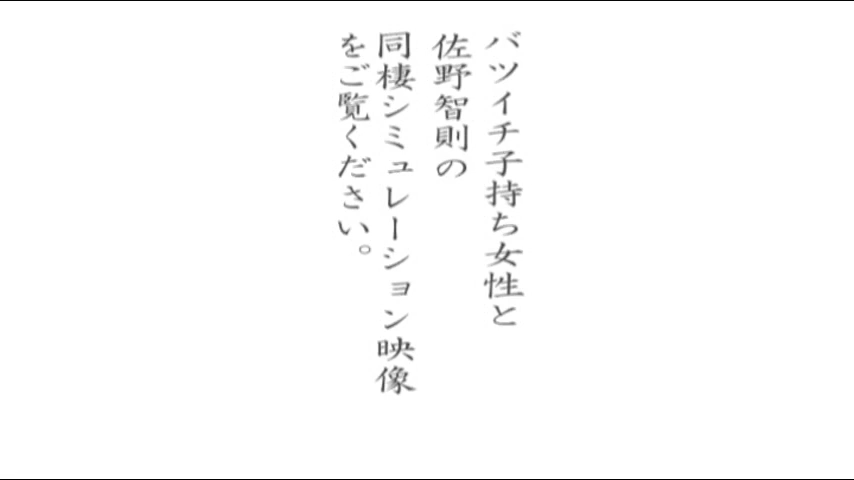 バツイチ子持ち女性と
佐野智則の
同棲シミュレーション映像
をご覧ください。